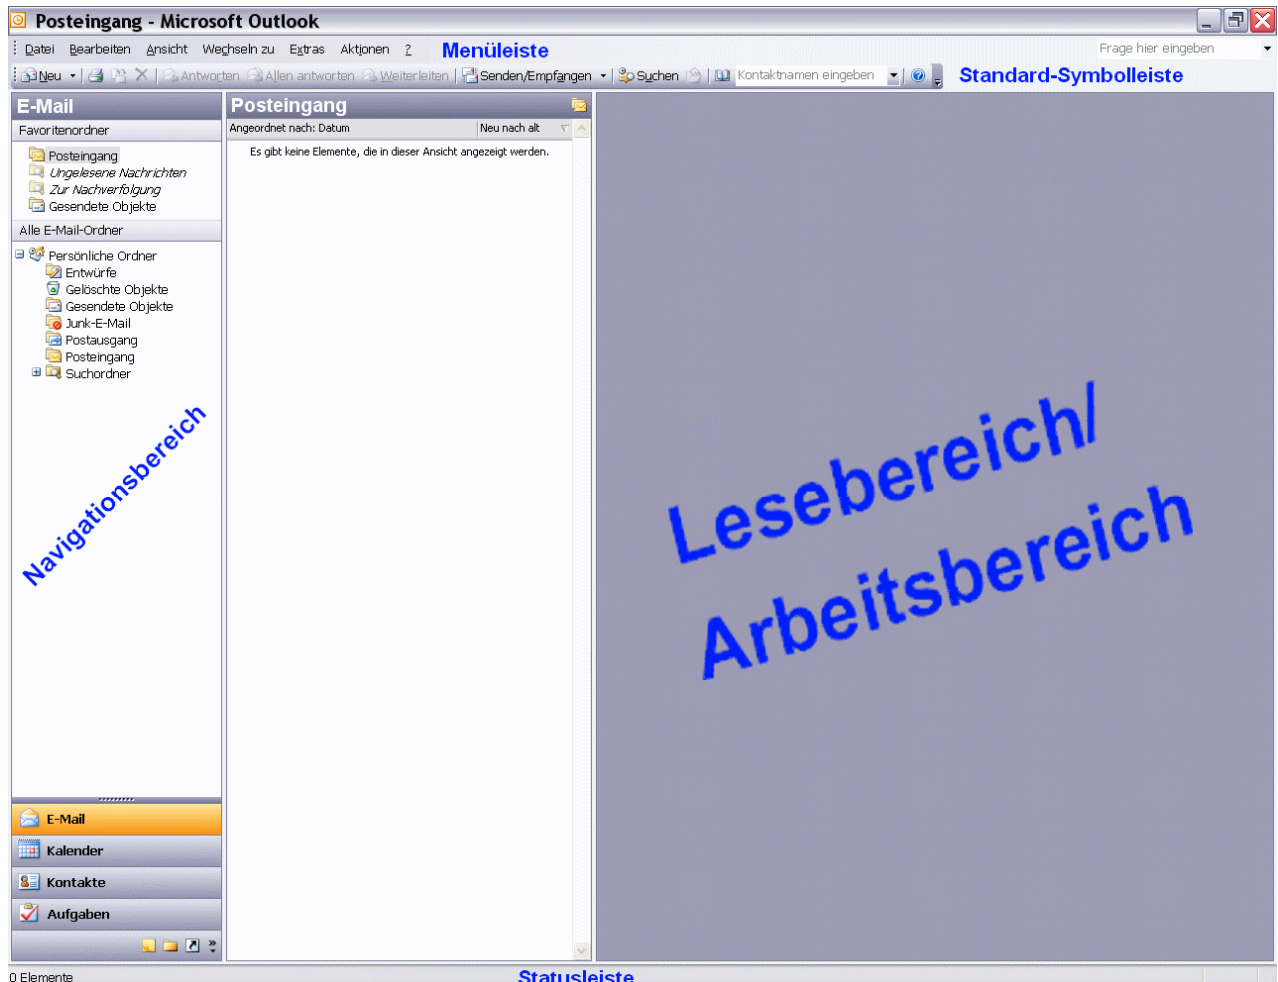 Posteingang - Microsoft Outlook
Datei Bearbeiten Ansicht Wechseln zu Extras Aktionen ? Menüleiste Frage hier eingeben
Neu Antworten Allen antworten Weiterleiten Senden/Empfangen Suchen Kontaktnamen eingeben Standard-Symbolleiste
E-Mail
Favoritenordner
Posteingang
Ungelesene Nachrichten
Zur Nachverfolgung
Gesendete Objekte
Alle E-Mail-Ordner
Persönliche Ordner
Entwürfe
Gelöschte Objekte
Gesendete Objekte
Junk-E-Mail
Postausgang
Posteingang
Suchordner
Navigationsbereich
E-Mail
Kalender
Kontakte
Aufgaben
Posteingang
Angeordnet nach: Datum Neu nach alt
Es gibt keine Elemente, die in dieser Ansicht angezeigt werden.
Lesebereich/
Arbeitsbereich
0 Elemente Statusleiste